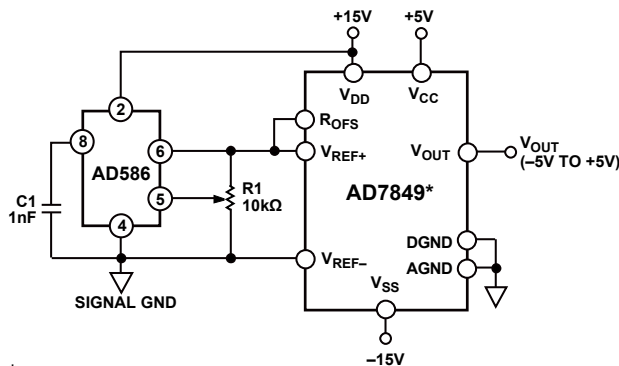 +15V
+5V
2
VDD
VCC
ROFS
8
6
VREF+
VOUT
VOUT
(–5V TO +5V)
AD586
R1
10kΩ
AD7849*
C1
1nF
5
DGND
4
VREF–
AGND
VSS
SIGNAL GND
–15V